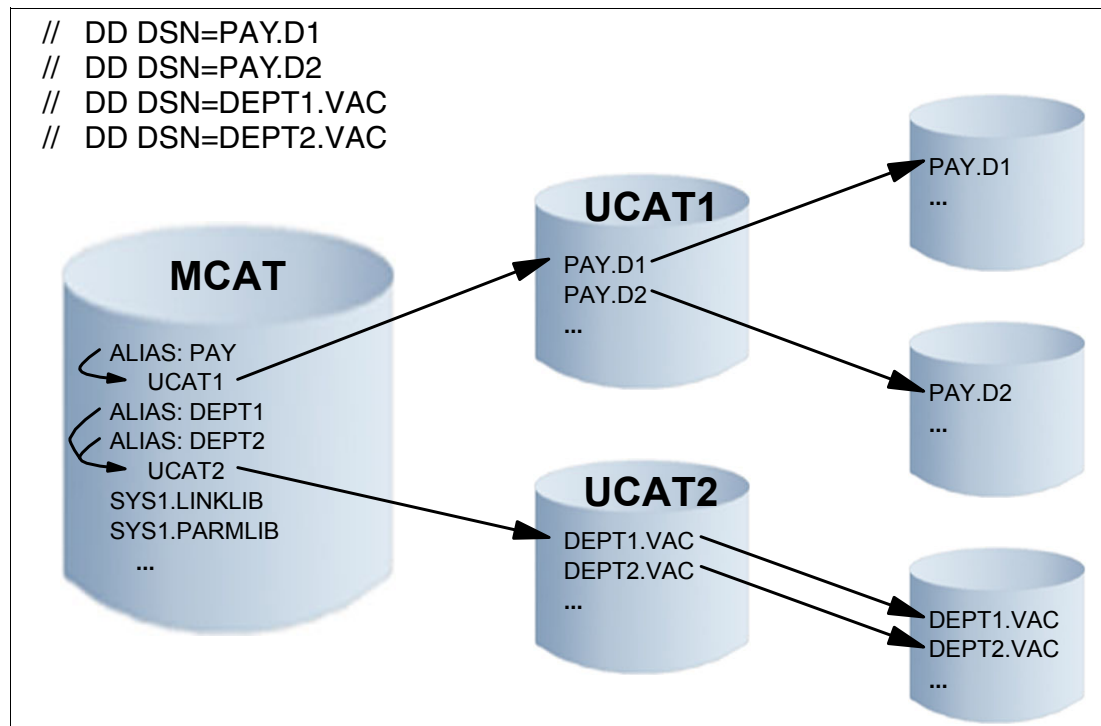 // DD DSN=PAY.D1
// DD DSN=PAY.D2
// DD DSN=DEPT1.VAC
// DD DSN=DEPT2.VAC
MCAT
ALIAS: PAY
UCAT1
ALIAS: DEPT1
ALIAS: DEPT2
UCAT2
SYS1.LINKLIB
SYS1.PARMLIB
...
UCAT1
PAY.D1
PAY.D2
...
UCAT2
DEPT1.VAC
DEPT2.VAC
...
PAY.D1
...
PAY.D2
...
DEPT1.VAC
DEPT2.VAC
...